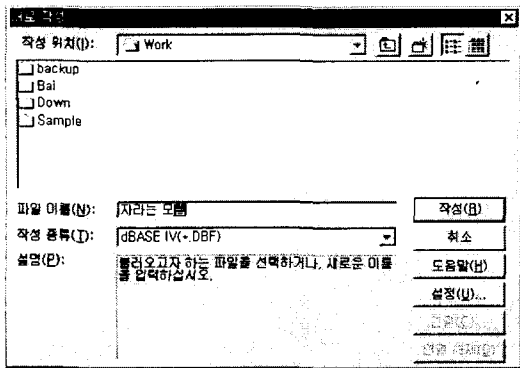 새로 작성
작성 위치(I): Work
backup
Bai
Down
Sample
파일 이름(N): 자라는 모
작성(R)
작성 종류(T): dBASE IV(*.DBF)
취소
설명(P): 불러오고자 하는 파일을 선택하거나, 새로운 이름
을 입력하십시오.
도움말(H)
설정(U)...